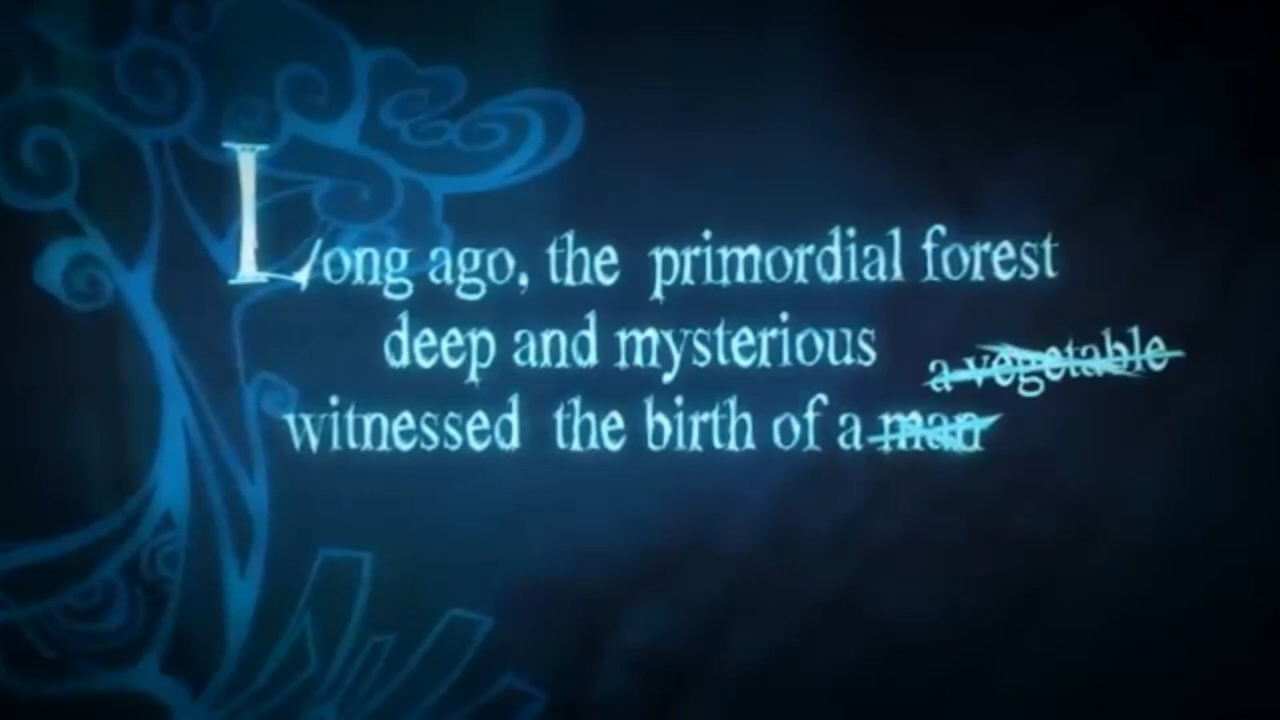 Long ago, the primordial forest
deep and mysterious
a vegetable
witnessed the birth of a man